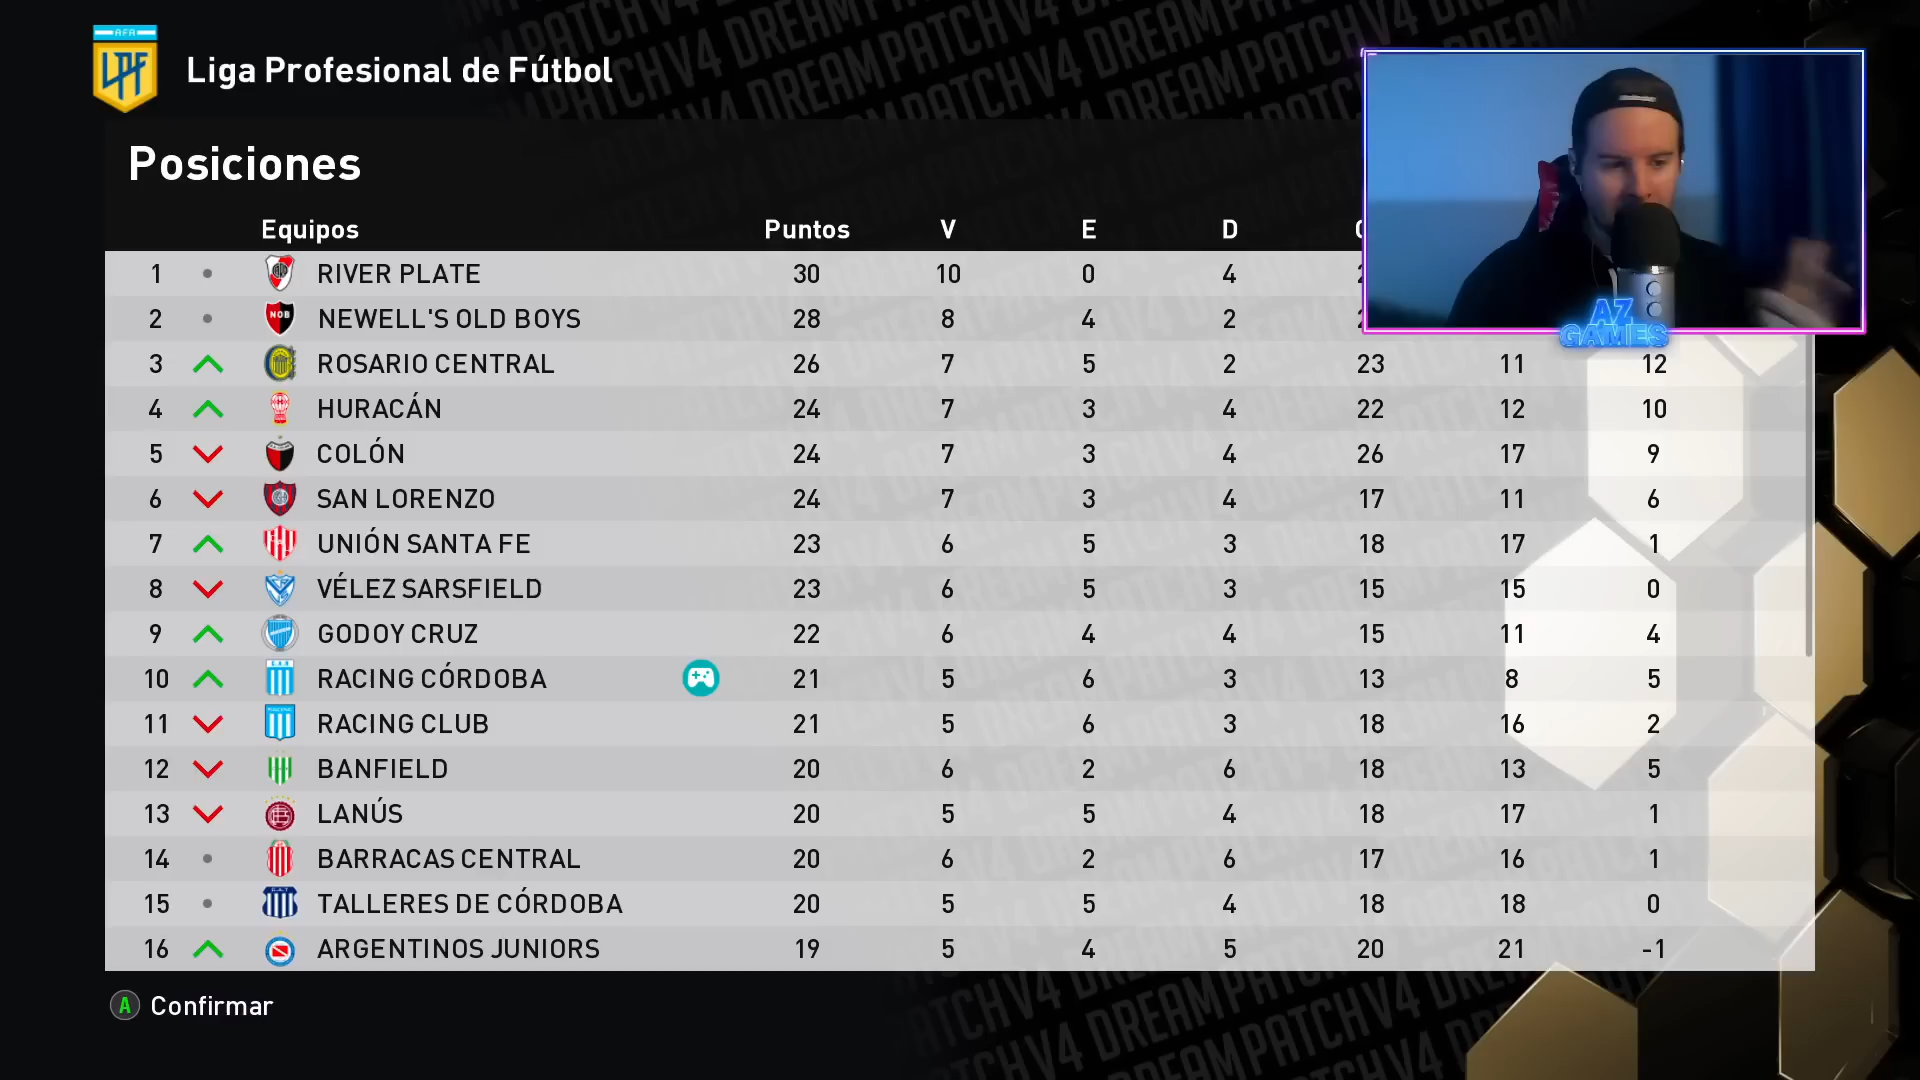 AFA
LPF
Liga Profesional de Fútbol
Posiciones
Equipos Puntos V E D
1 RIVER PLATE 30 10 0 4
2 NEWELL'S OLD BOYS 28 8 4 2
3 ROSARIO CENTRAL 26 7 5 2 23 11 12
4 HURACÁN 24 7 3 4 22 12 10
5 COLÓN 24 7 3 4 26 17 9
6 SAN LORENZO 24 7 3 4 17 11 6
7 UNIÓN SANTA FE 23 6 5 3 18 17 1
8 VÉLEZ SARSFIELD 23 6 5 3 15 15 0
9 GODOY CRUZ 22 6 4 4 15 11 4
10 RACING CÓRDOBA 21 5 6 3 13 8 5
11 RACING CLUB 21 5 6 3 18 16 2
12 BANFIELD 20 6 2 6 18 13 5
13 LANÚS 20 5 5 4 18 17 1
14 BARRACAS CENTRAL 20 6 2 6 17 16 1
15 TALLERES DE CÓRDOBA 20 5 5 4 18 18 0
16 ARGENTINOS JUNIORS 19 5 4 5 20 21 -1
A Confirmar
AZ
GAMES
DREAMPATCHV4